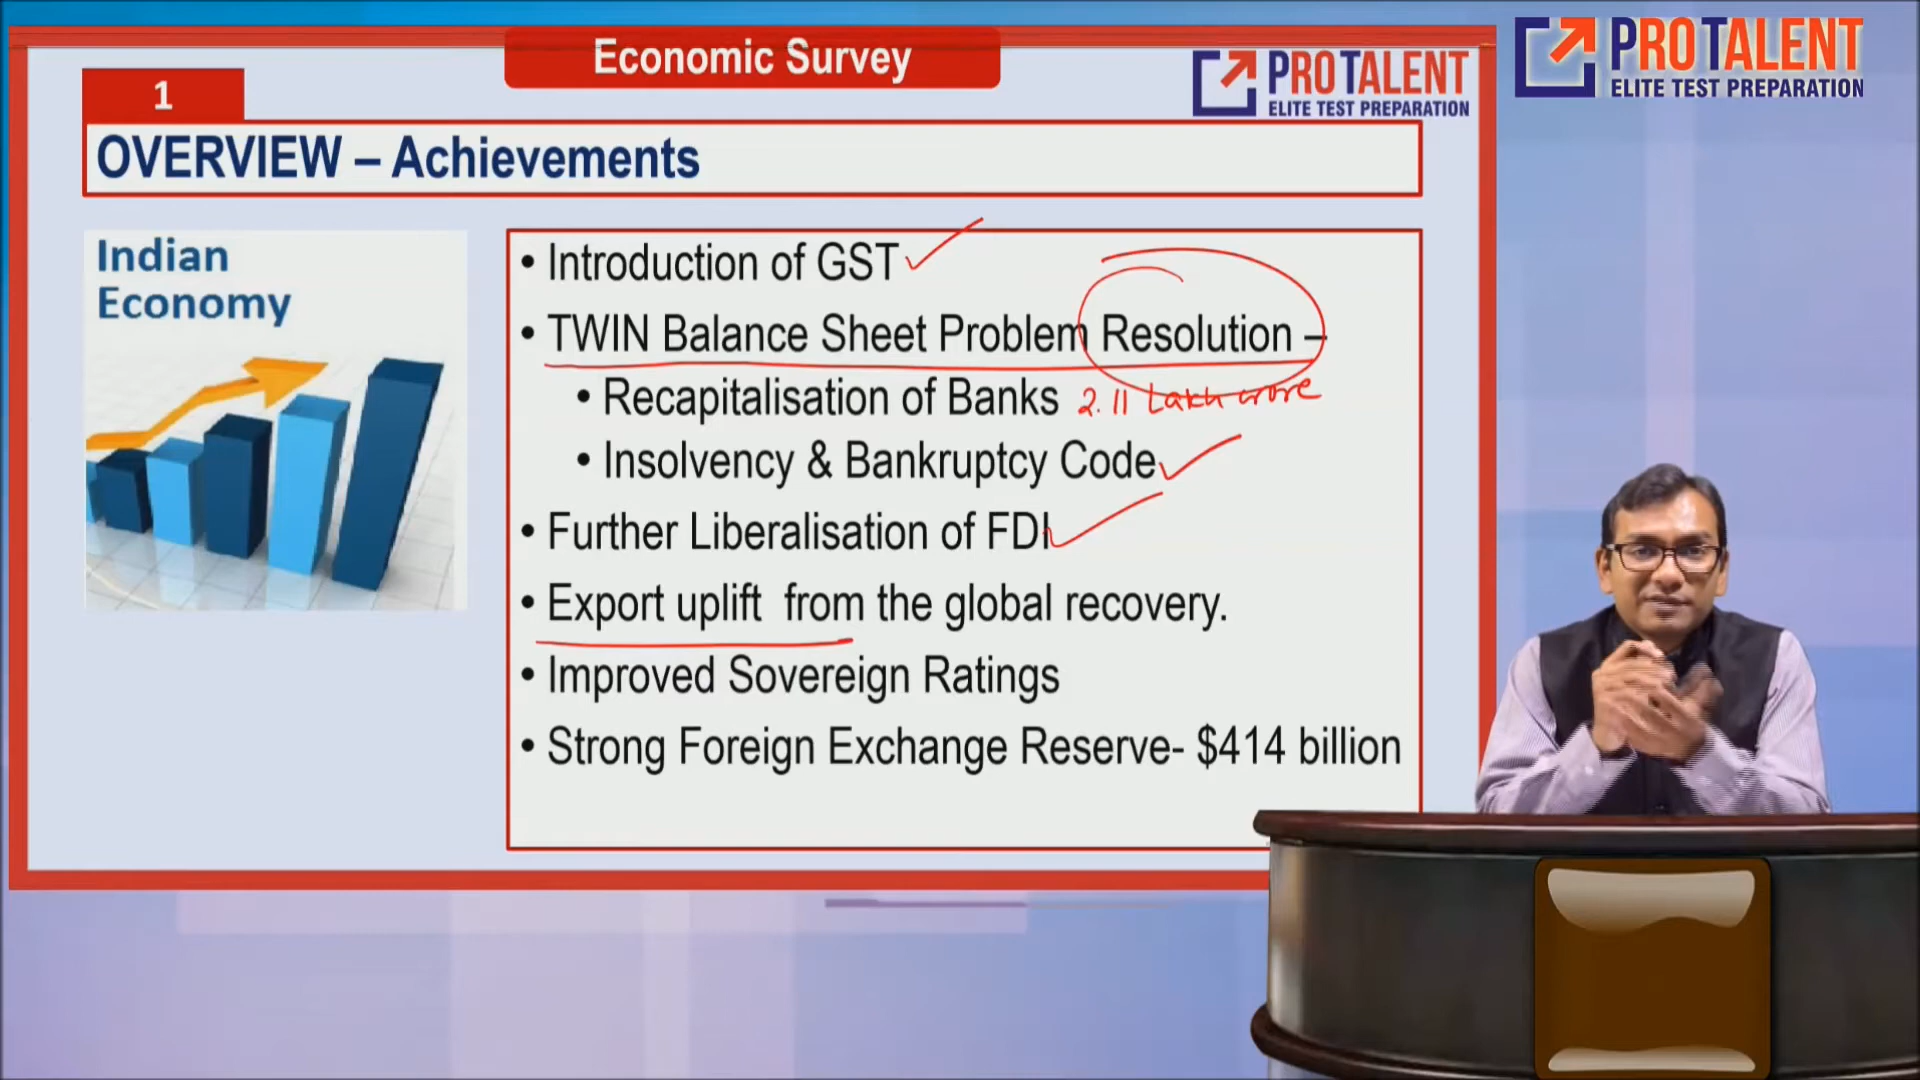 Economic Survey
PRO TALENT
ELITE TEST PREPARATION
PROTALENT
ELITE TEST PREPARATION
1
OVERVIEW – Achievements
Indian
Economy
• Introduction of GST
• TWIN Balance Sheet Problem Resolution –
• Recapitalisation of Banks 2.11 Lakh crore
• Insolvency & Bankruptcy Code
• Further Liberalisation of FDI
• Export uplift from the global recovery.
• Improved Sovereign Ratings
• Strong Foreign Exchange Reserve- $414 billion